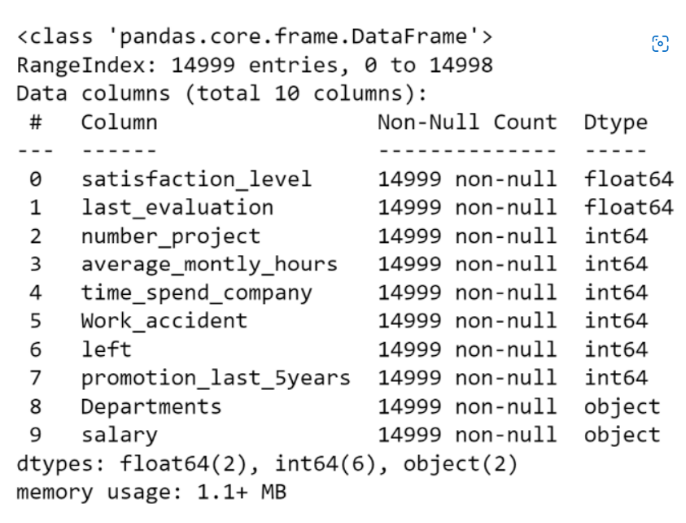 <class 'pandas.core.frame.DataFrame'>
RangeIndex: 14999 entries, 0 to 14998
Data columns (total 10 columns):
 #   Column                 Non-Null Count  Dtype
---  ------                 --------------  -----
 0   satisfaction_level     14999 non-null  float64
 1   last_evaluation        14999 non-null  float64
 2   number_project         14999 non-null  int64
 3   average_montly_hours   14999 non-null  int64
 4   time_spend_company     14999 non-null  int64
 5   Work_accident          14999 non-null  int64
 6   left                   14999 non-null  int64
 7   promotion_last_5years  14999 non-null  int64
 8   Departments            14999 non-null  object
 9   salary                 14999 non-null  object
dtypes: float64(2), int64(6), object(2)
memory usage: 1.1+ MB